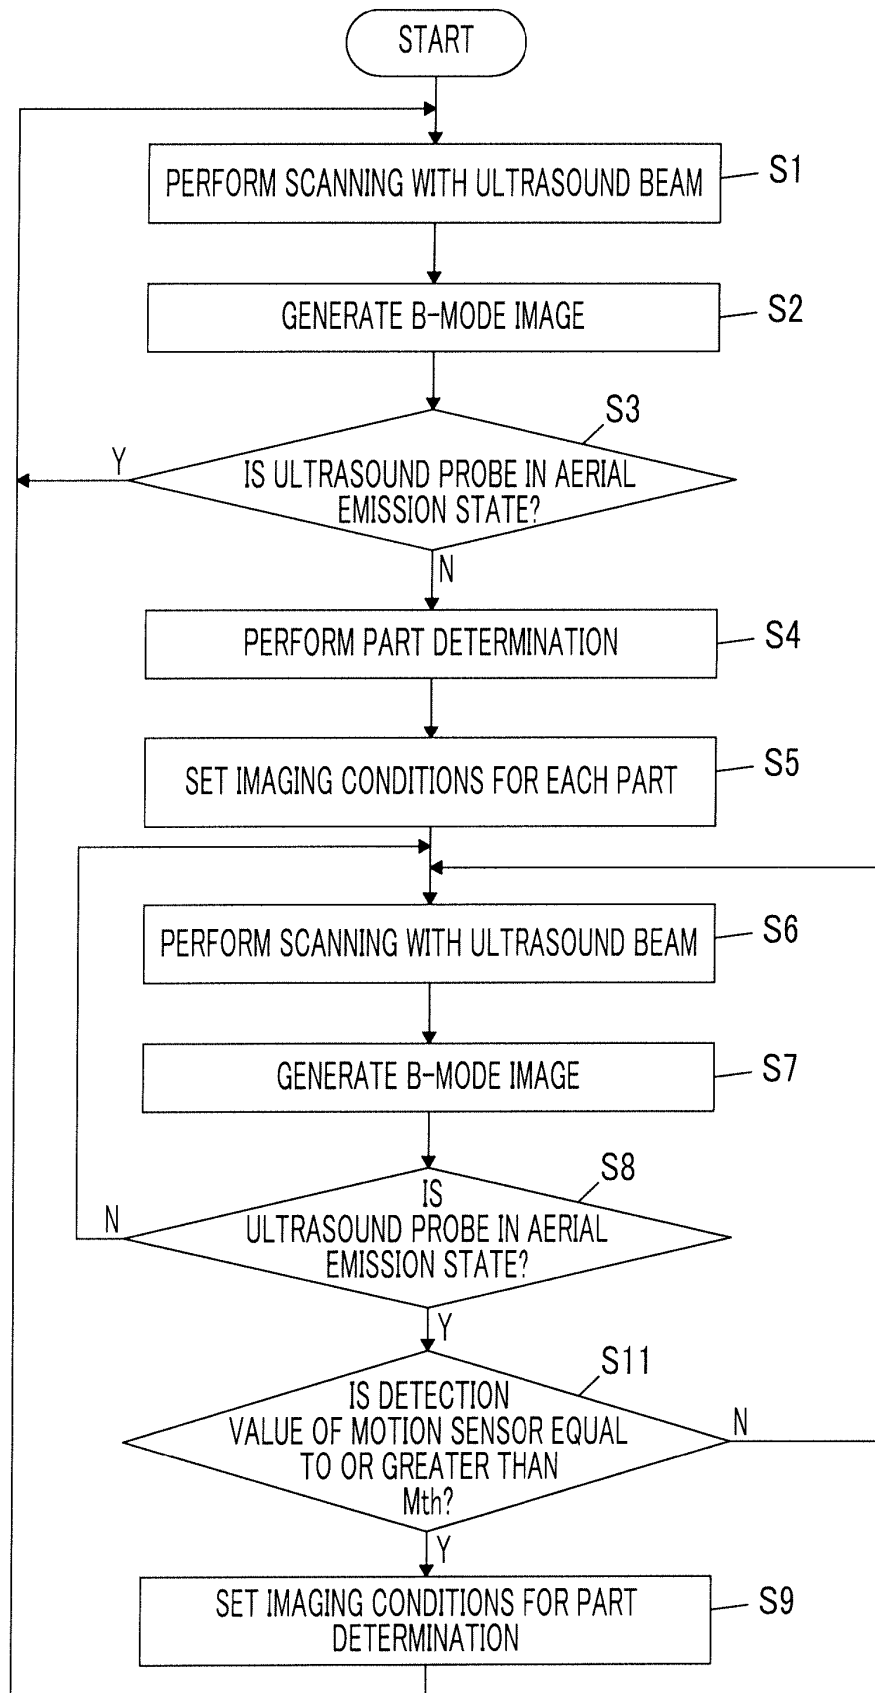 START
PERFORM SCANNING WITH ULTRASOUND BEAM
S1
GENERATE B-MODE IMAGE
S2
S3
Y
IS ULTRASOUND PROBE IN AERIAL
EMISSION STATE?
N
PERFORM PART DETERMINATION
S4
SET IMAGING CONDITIONS FOR EACH PART
S5
PERFORM SCANNING WITH ULTRASOUND BEAM
S6
GENERATE B-MODE IMAGE
S7
S8
N
IS
ULTRASOUND PROBE IN AERIAL
EMISSION STATE?
Y
S11
IS DETECTION
VALUE OF MOTION SENSOR EQUAL
TO OR GREATER THAN
Mth?
N
Y
SET IMAGING CONDITIONS FOR PART
DETERMINATION
S9